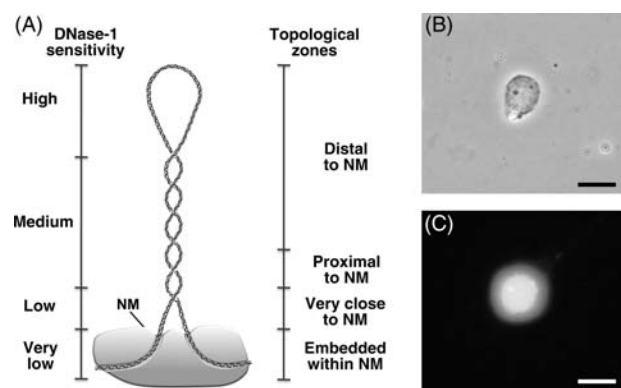 (A)
DNase-1
sensitivity
Topological
zones
High
Medium
Low
Very
low
NM
Distal
to NM
Proximal
to NM
Very close
to NM
Embedded
within NM
(B)
(C)